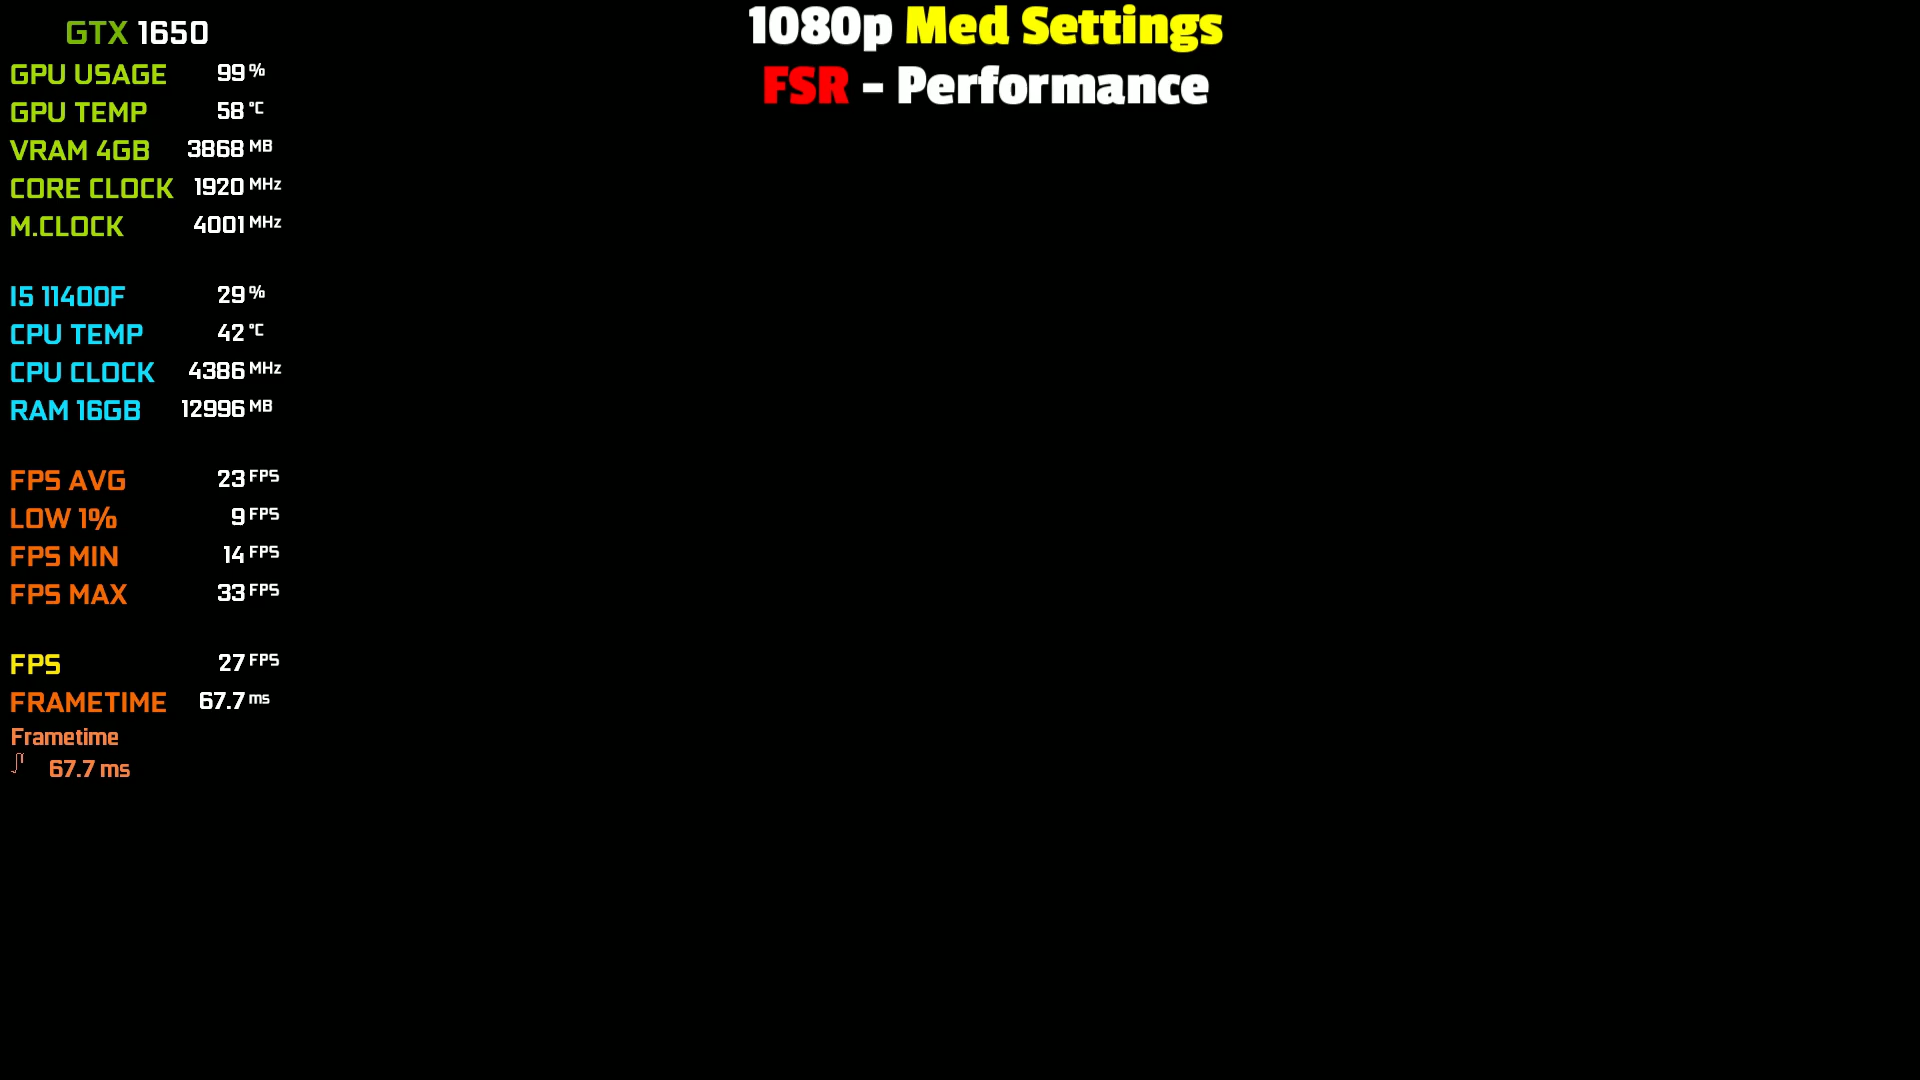 GTX 1650
1080p Med Settings
FSR - Performance
GPU USAGE 99 %
GPU TEMP 58 °C
VRAM 4GB 3868 MB
CORE CLOCK 1920 MHz
M.CLOCK 4001 MHz
I5 11400F 29 %
CPU TEMP 42 °C
CPU CLOCK 4386 MHz
RAM 16GB 12996 MB
FPS AVG 23 FPS
LOW 1% 9 FPS
FPS MIN 14 FPS
FPS MAX 33 FPS
FPS 27 FPS
FRAMETIME 67.7 ms
Frametime
67.7 ms